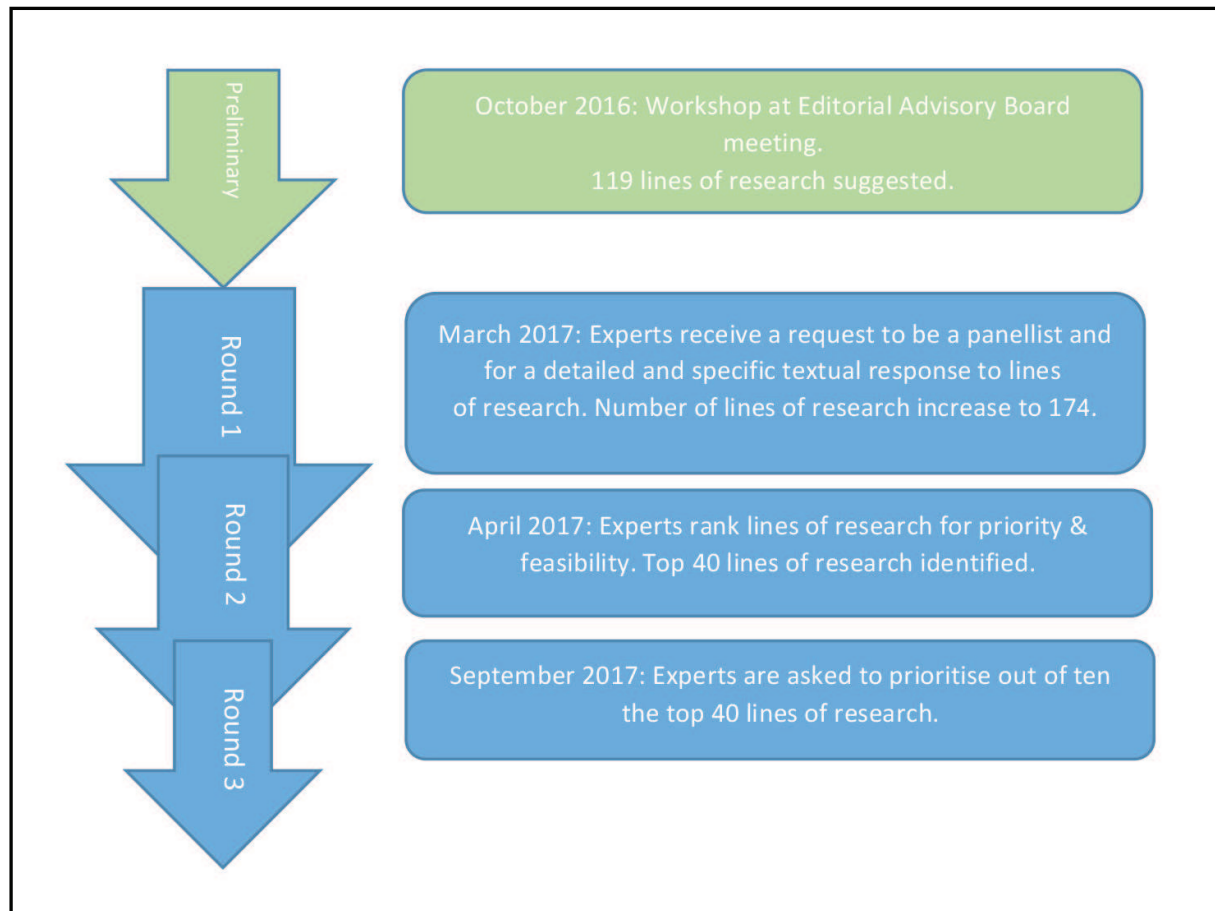 Preliminary
October 2016: Workshop at Editorial Advisory Board
meeting.
119 lines of research suggested.
Round 1
March 2017: Experts receive a request to be a panellist and
for a detailed and specific textual response to lines
of research. Number of lines of research increase to 174.
Round 2
April 2017: Experts rank lines of research for priority &
feasibility. Top 40 lines of research identified.
Round 3
September 2017: Experts are asked to prioritise out of ten
the top 40 lines of research.